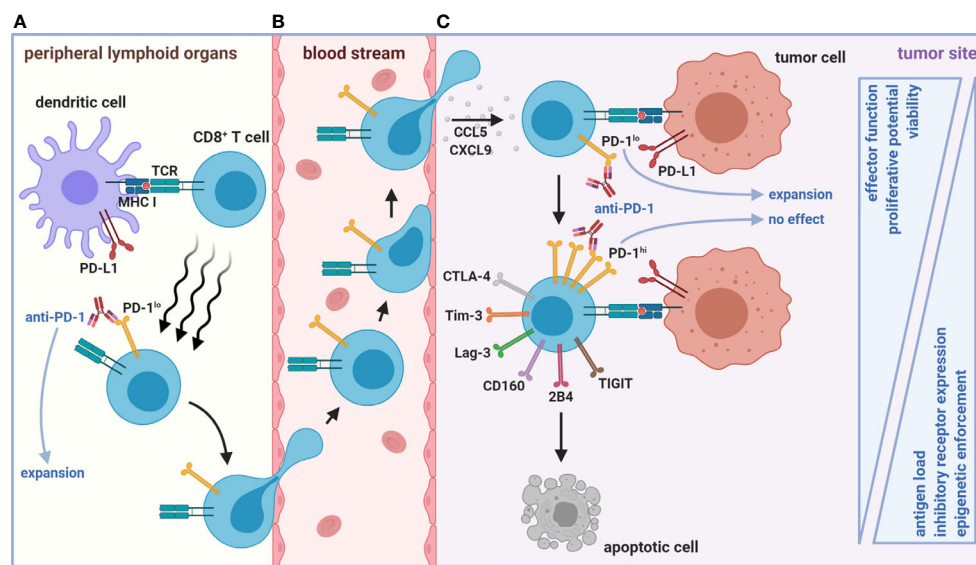 A
B
C
peripheral lymphoid organs
blood stream
tumor site
dendritic cell
CD8⁺ T cell
TCR
MHC I
PD-L1
anti-PD-1
PD-1ˡᵒ
expansion
CCL5
CXCL9
tumor cell
PD-1ˡᵒ
PD-L1
anti-PD-1
expansion
no effect
PD-1ʰⁱ
CTLA-4
Tim-3
Lag-3
CD160
2B4
TIGIT
apoptotic cell
effector function
proliferative potential
viability
antigen load
inhibitory receptor expression
epigenetic enforcement